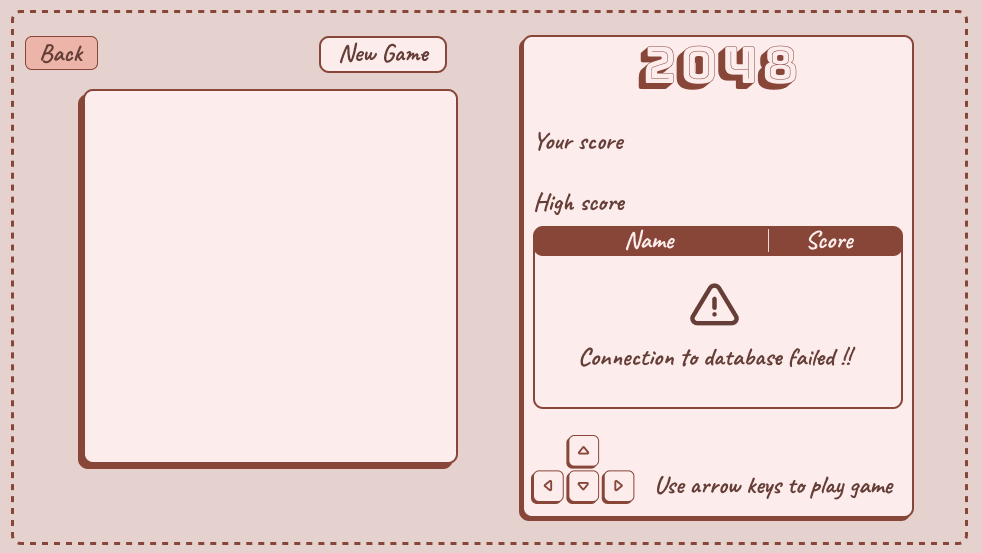 Back
New Game
2048
Your score
High score
Name
Score
Connection to database failed !!
Use arrow keys to play game